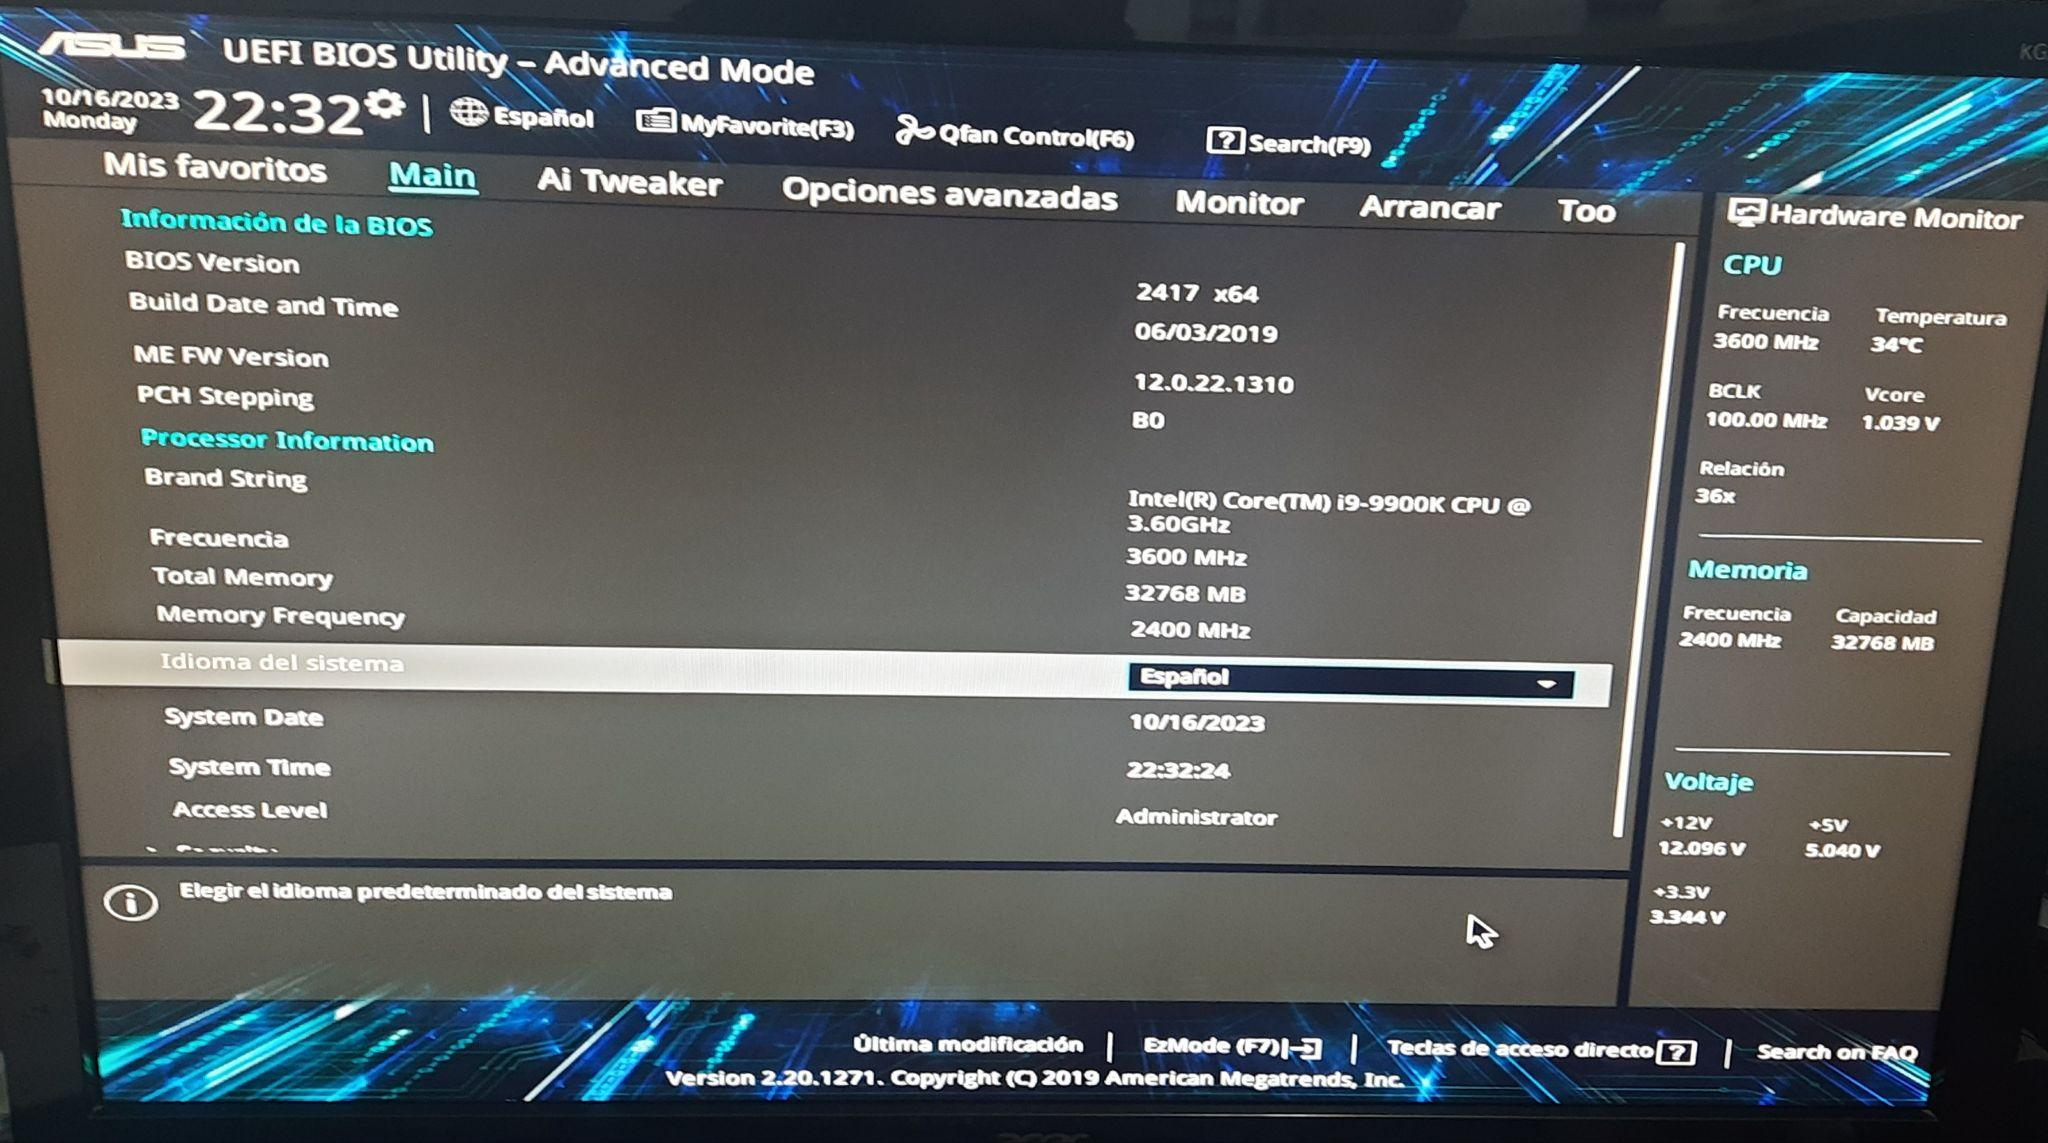 ASUS UEFI BIOS Utility – Advanced Mode
10/16/2023 Monday 22:32 Español MyFavorite(F3) Qfan Control(F6) Search(F9)
Mis favoritos Main Ai Tweaker Opciones avanzadas Monitor Arrancar Too
Información de la BIOS
BIOS Version 2417 x64
Build Date and Time 06/03/2019
ME FW Version 12.0.22.1310
PCH Stepping B0
Processor Information
Brand String Intel(R) Core(TM) i9-9900K CPU @
3.60GHz
Frecuencia 3600 MHz
Total Memory 32768 MB
Memory Frequency 2400 MHz
Idioma del sistema Español
System Date 10/16/2023
System Time 22:32:24
Access Level Administrator
Elegir el idioma predeterminado del sistema
Hardware Monitor
CPU
Frecuencia Temperatura
3600 MHz 34°C
BCLK Vcore
100.00 MHz 1.039 V
Relación
36x
Memoria
Frecuencia Capacidad
2400 MHz 32768 MB
Voltaje
+12V +5V
12.096 V 5.040 V
+3.3V
3.344 V
Última modificación EzMode (F7) Teclas de acceso directo ? Search on FAQ
Version 2.20.1271. Copyright (C) 2019 American Megatrends, Inc.
acer